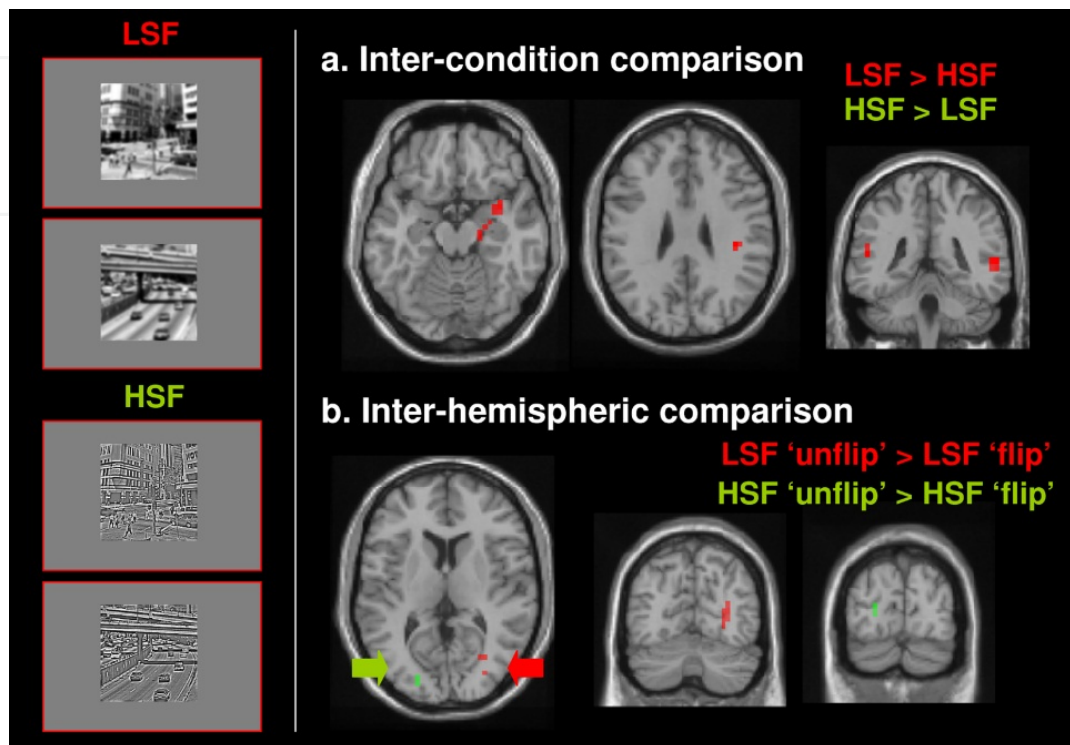 LSF
HSF
a. Inter-condition comparison
LSF > HSF
HSF > LSF
b. Inter-hemispheric comparison
LSF ‘unflip’ > LSF ‘flip’
HSF ‘unflip’ > HSF ‘flip’